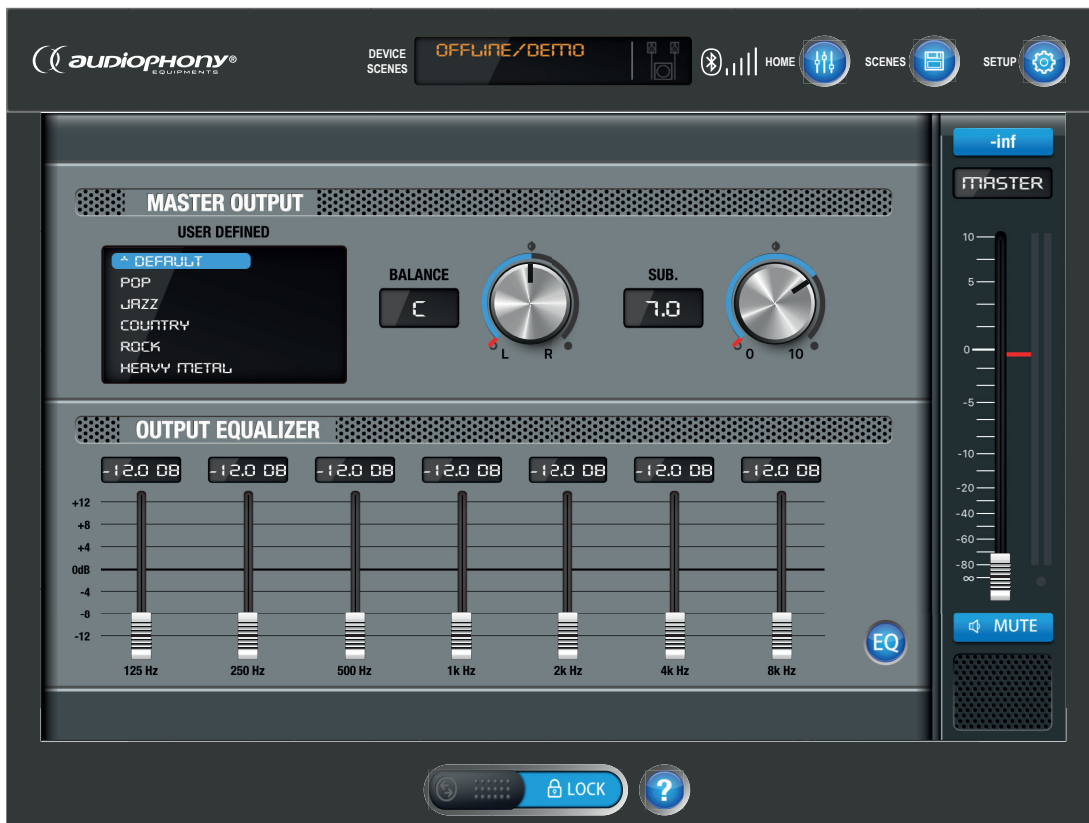 audiophony®
EQUIPMENTS
DEVICE
SCENES
OFFLINE/DEMO
HOME
SCENES
SETUP
-inf
MASTER
MASTER OUTPUT
USER DEFINED
DEFAULT
POP
JAZZ
COUNTRY
ROCK
HEAVY METAL
BALANCE
C
L R
SUB.
7.0
0 10
10
5
0
-5
-10
-20
-40
-60
-80
∞
OUTPUT EQUALIZER
-12.0 DB -12.0 DB -12.0 DB -12.0 DB -12.0 DB -12.0 DB -12.0 DB
+12
+8
+4
0dB
-4
-8
-12
125 Hz 250 Hz 500 Hz 1k Hz 2k Hz 4k Hz 8k Hz
EQ
MUTE
LOCK
?